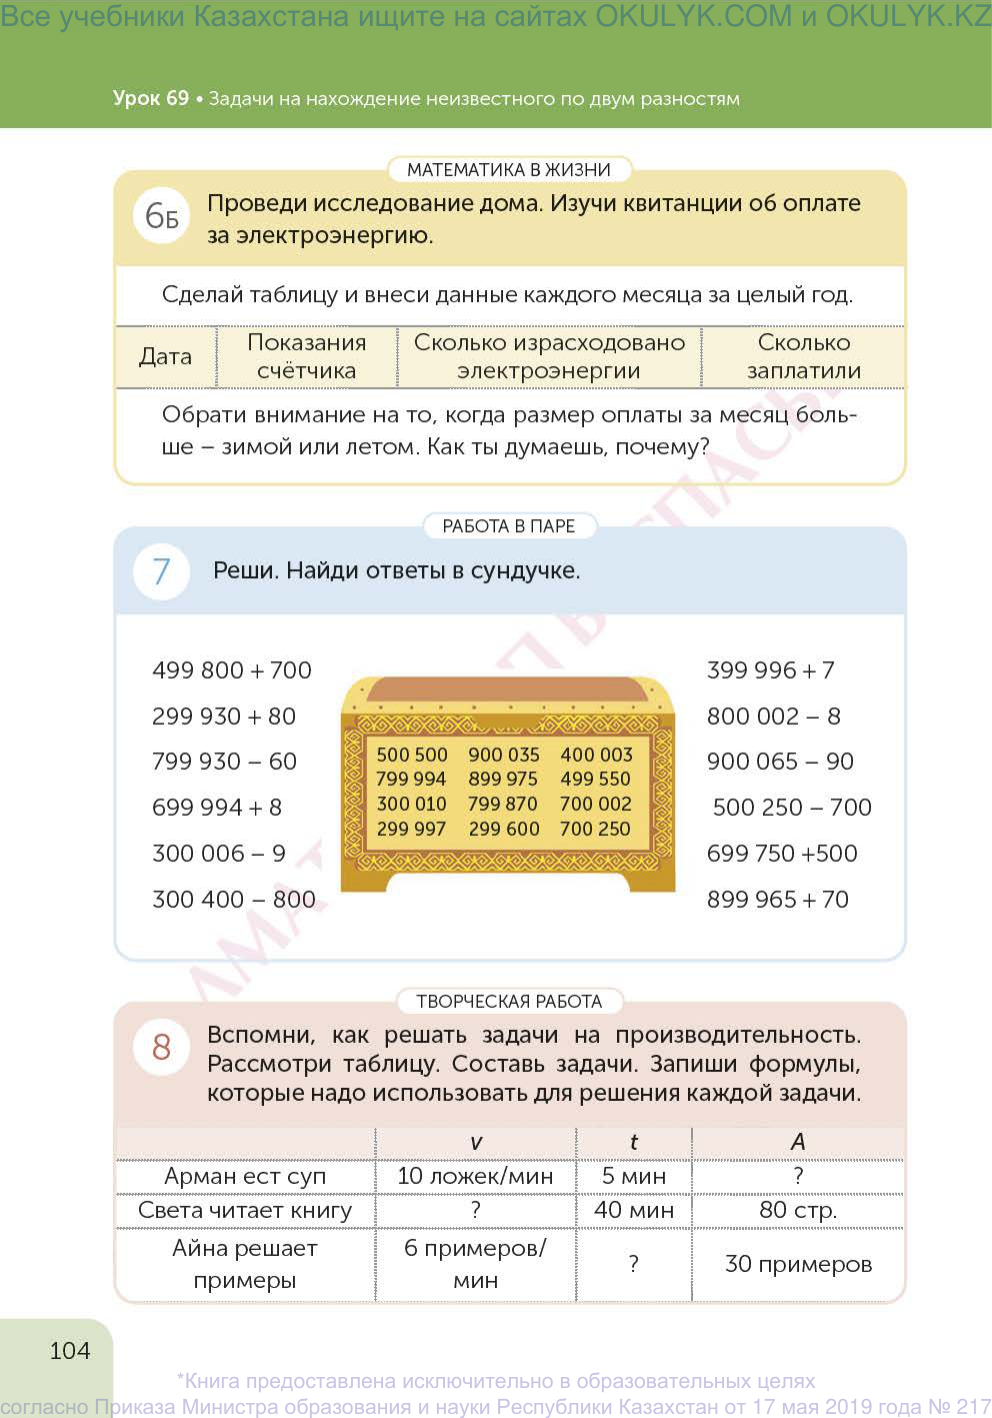 Все учебники Казахстана ищите на сайтах OKULYK.COM и OKULYK.KZ
Урок 69 • Задачи на нахождение неизвестного по двум разностям
МАТЕМАТИКА В ЖИЗНИ
6Б
Проведи исследование дома. Изучи квитанции об оплате
за электроэнергию.
Сделай таблицу и внеси данные каждого месяца за целый год.
Дата
Показания
счётчика
Сколько израсходовано
электроэнергии
Сколько
заплатили
Обрати внимание на то, когда размер оплаты за месяц боль-
ше – зимой или летом. Как ты думаешь, почему?
РАБОТА В ПАРЕ
7
Реши. Найди ответы в сундучке.
499 800 + 700
299 930 + 80
799 930 – 60
699 994 + 8
300 006 – 9
300 400 – 800
500 500 900 035 400 003
799 994 899 975 499 550
300 010 799 870 700 002
299 997 299 600 700 250
399 996 + 7
800 002 – 8
900 065 – 90
500 250 – 700
699 750 +500
899 965 + 70
ТВОРЧЕСКАЯ РАБОТА
8
Вспомни, как решать задачи на производительность.
Рассмотри таблицу. Составь задачи. Запиши формулы,
которые надо использовать для решения каждой задачи.
v t A
Арман ест суп 10 ложек/мин 5 мин ?
Света читает книгу ? 40 мин 80 стр.
Айна решает
примеры
6 примеров/
мин
?
30 примеров
104
*Книга предоставлена исключительно в образовательных целях
согласно Приказа Министра образования и науки Республики Казахстан от 17 мая 2019 года № 217